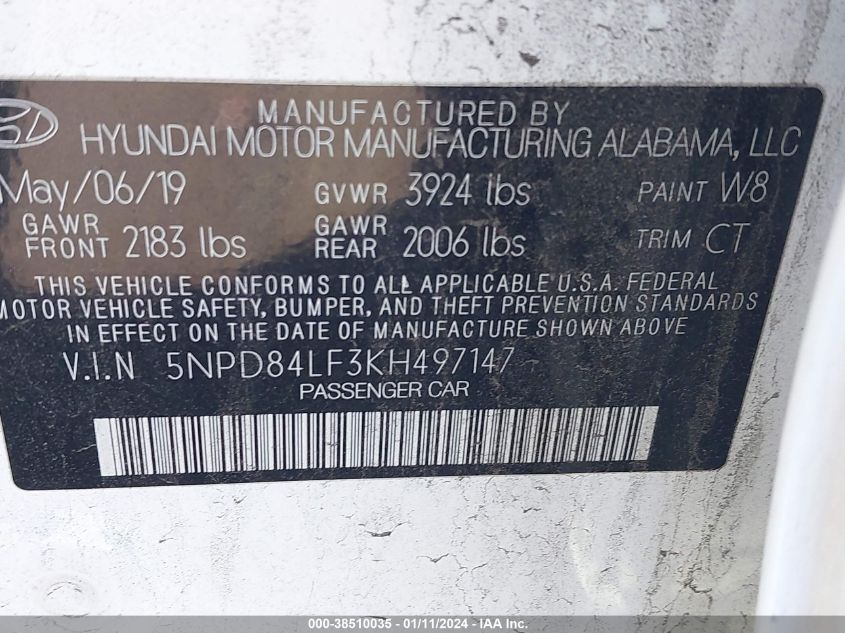 MANUFACTURED BY
HYUNDAI MOTOR MANUFACTURING ALABAMA, LLC
May/06/19 GVWR 3924 lbs PAINT W8
GAWR FRONT 2183 lbs GAWR REAR 2006 lbs TRIM CT
THIS VEHICLE CONFORMS TO ALL APPLICABLE U.S.A. FEDERAL
MOTOR VEHICLE SAFETY, BUMPER, AND THEFT PREVENTION STANDARDS
IN EFFECT ON THE DATE OF MANUFACTURE SHOWN ABOVE
V.I.N 5NPD84LF3KH497147
PASSENGER CAR
000-38510035 - 01/11/2024 - IAA Inc.